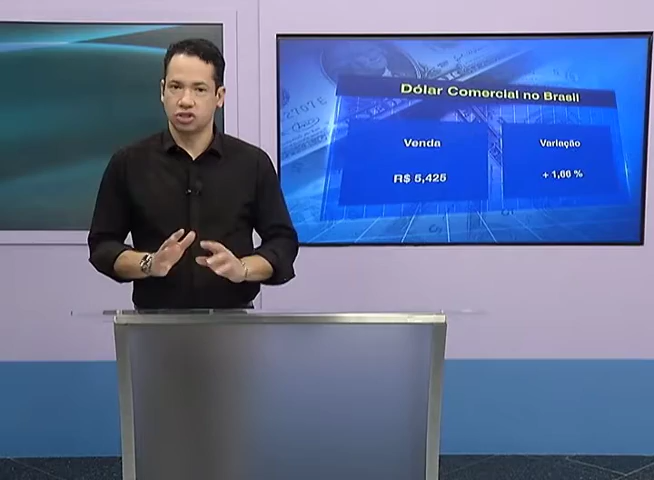 Dólar Comercial no Brasil
Venda
Variação
R$ 5,425
+ 1,66 %